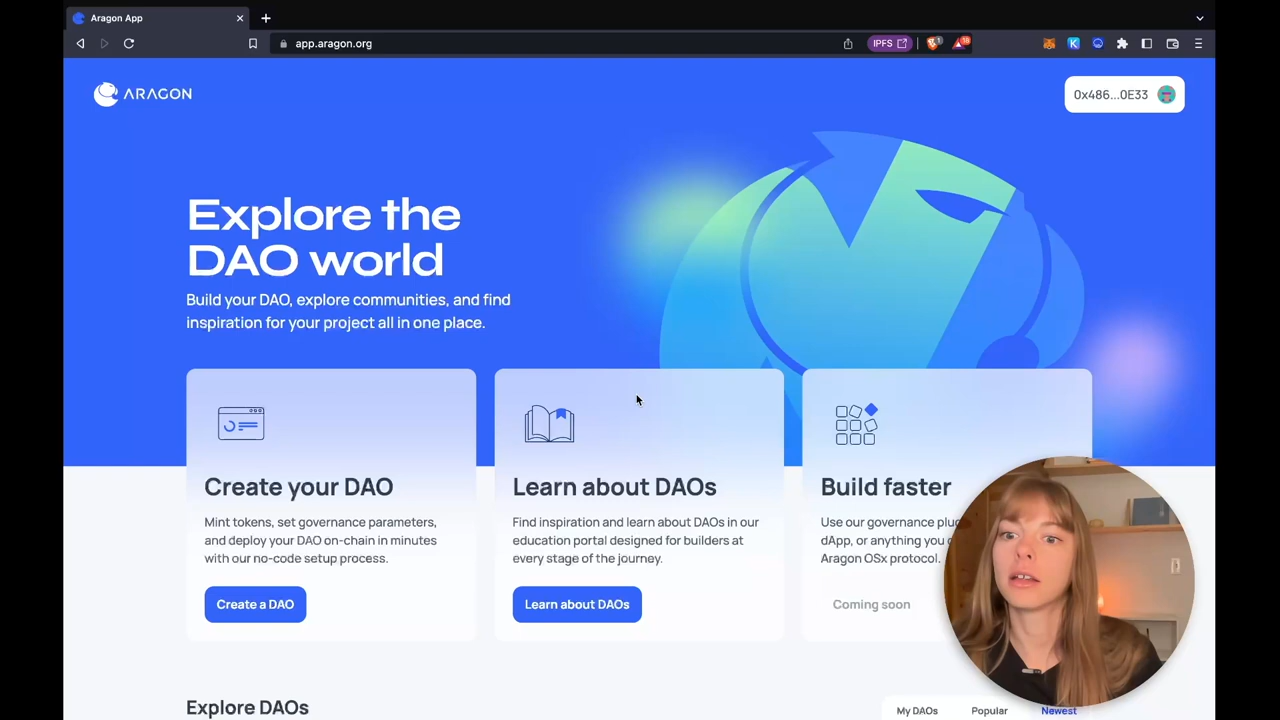 Aragon App
app.aragon.org
IPFS
ARAGON
0x486...0E33
Explore the
DAO world
Build your DAO, explore communities, and find
inspiration for your project all in one place.
Create your DAO
Mint tokens, set governance parameters,
and deploy your DAO on-chain in minutes
with our no-code setup process.
Create a DAO
Learn about DAOs
Find inspiration and learn about DAOs in our
education portal designed for builders at
every stage of the journey.
Learn about DAOs
Build faster
Use our governance
dApp, or anything you
Aragon OSx protocol.
Coming soon
Explore DAOs
My DAOs
Popular
Newest